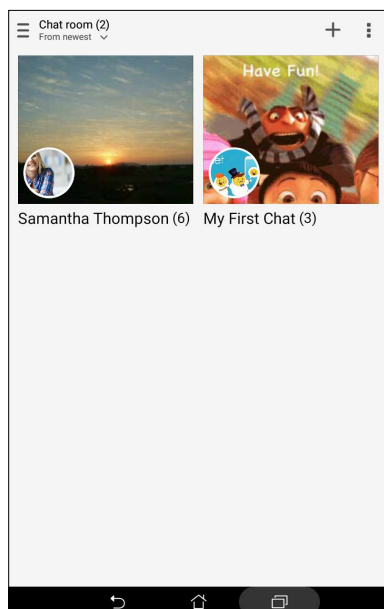 Chat room (2)
From newest
Have Fun!
Samantha Thompson (6)
My First Chat (3)